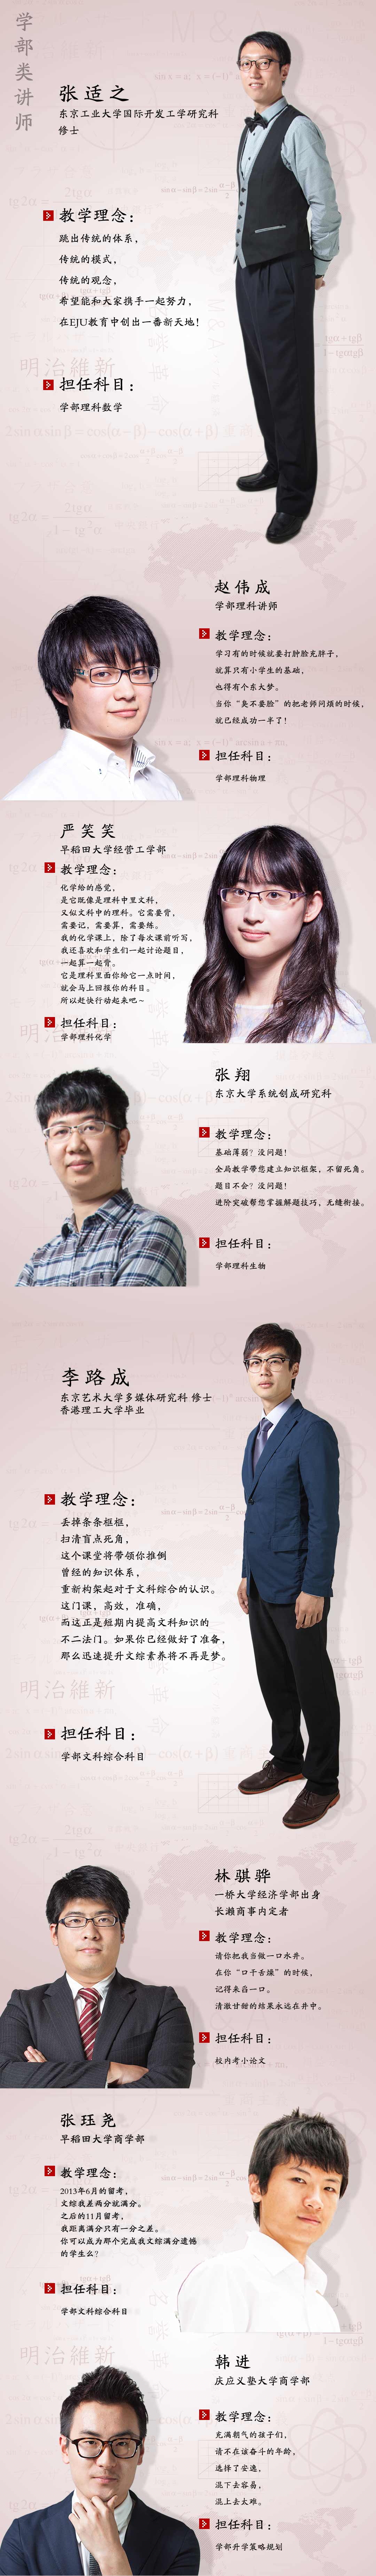 学部类讲师
张适之
东京工业大学国际开发工学研究科
修士
教学理念：
跳出传统的体系，
传统的模式，
传统的观念，
希望能和大家携手一起努力，
在EJU教育中创出一番新天地！
担任科目：
学部理科数学
赵伟成
学部理科讲师
教学理念：
学习有的时候就要打肿脸充胖子，
就算只有小学生的基础，
也得有个东大梦。
当你“臭不要脸”的把老师问烦的时候，
就已经成功一半了！
担任科目：
学部理科物理
严笑笑
早稻田大学经营工学部
教学理念：
化学给的感觉，
是它既像是理科中里文科，
又似文科中的理科。它需要背，
需要记，需要算，需要练。
我的化学课上，除了每次课前听写，
我还喜欢和学生们一起讨论题目，
一起算一起背。
它是理科里面你给它一点时间，
就会马上回报你的科目。
所以赶快行动起来吧～
担任科目：
学部理科化学
张翔
东京大学系统创成研究科
教学理念：
基础薄弱？没问题！
全局教学带您建立知识框架，不留死角。
题目不会？没问题！
进阶突破帮您掌握解题技巧，无缝衔接。
担任科目：
学部理科生物
李路成
东京艺术大学多媒体研究科 修士
香港理工大学毕业
教学理念：
丢掉条条框框，
扫清盲点死角，
这个课堂将带领你推倒
曾经的知识体系，
重新构架起对于文科综合的认识。
这门课，高效，准确，
而这正是短期内提高文科知识的
不二法门。如果你已经做好了准备，
那么迅速提升文综素养将不再是梦。
担任科目：
学部文科综合科目
林骐骅
一桥大学经济学部出身
长濑商事内定者
教学理念：
请你把我当做一口水井。
在你“口干舌燥”的时候，
记得来舀一口。
清澈甘甜的结果永远在井中。
担任科目：
校内考小论文
张珏尧
早稻田大学商学部
教学理念：
2013年6月的留考，
文综我差两分就满分。
之后的11月留考，
我距离满分只有一分之差。
你可以成为那个完成我文综满分遗憾
的学生么？
担任科目：
学部文科综合科目
韩进
庆应义塾大学商学部
教学理念：
充满朝气的孩子们，
请不在该奋斗的年龄，
选择了安逸，
混下去容易，
混上去太难。
担任科目：
学部升学策略规划